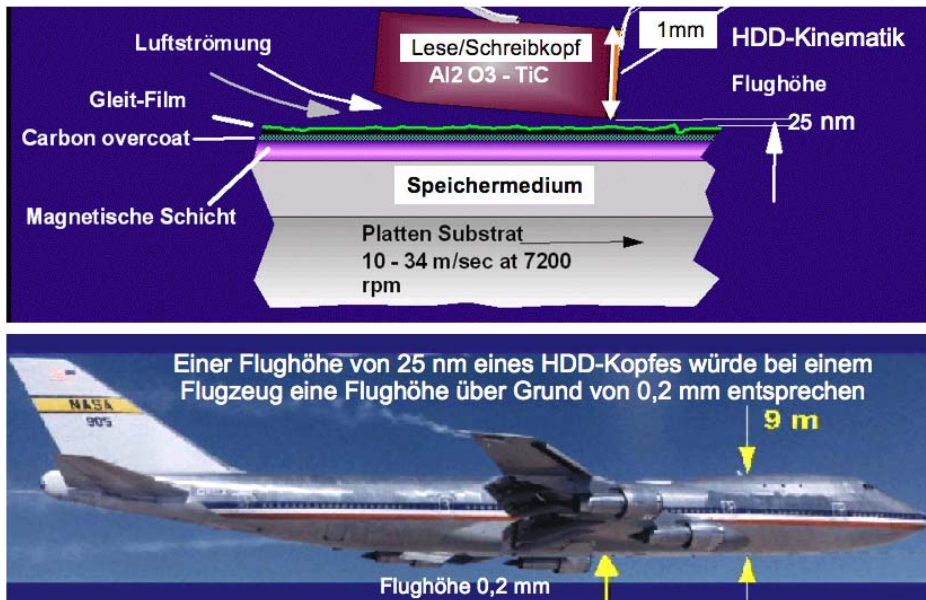 Luftströmung
Lese/Schreibkopf
Al2 O3 - TiC
1mm
HDD-Kinematik
Flughöhe
25 nm
Gleit-Film
Carbon overcoat
Magnetische Schicht
Speichermedium
Platten Substrat
10 - 34 m/sec at 7200
rpm
Einer Flughöhe von 25 nm eines HDD-Kopfes würde bei einem
Flugzeug eine Flughöhe über Grund von 0,2 mm entsprechen
9 m
NASA
905
Flughöhe 0,2 mm